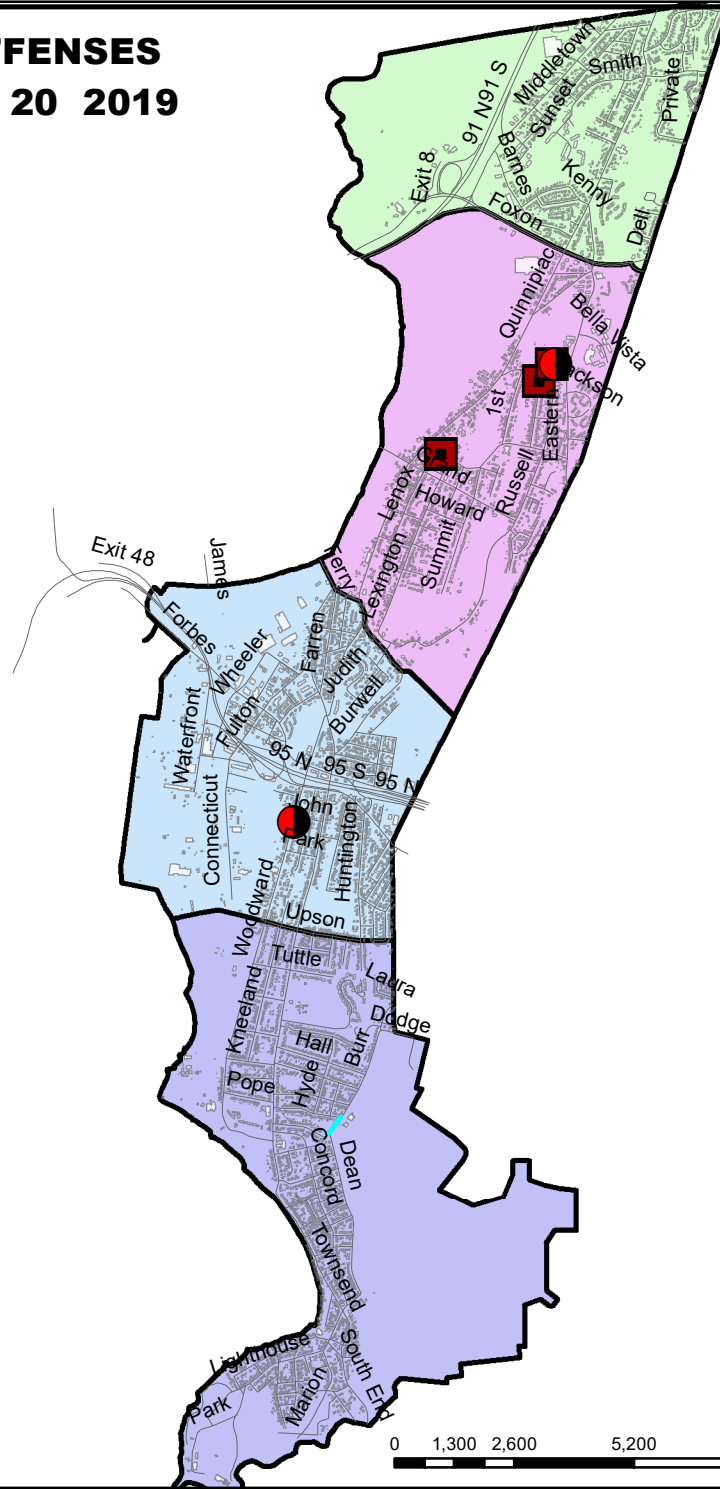 FFENSES
20 2019
Middletown
Smith
Sunset
Private
91 N
91 S
Barnes
Exit 8
Kenny
Foxon
Dell
Quinnipiac
Bella Vista
1st
Eastern
Lenox
Howard
Russell
Summit
Lexington
Exit 48
James
Terry
Forbes
Wheeler
Farren
Judith
Burwell
Fulton
Waterfront
95 N
95 S
95 N
Connecticut
John
Park
Huntington
Woodward
Upson
Tuttle
Laura
Kneeland
Dodge
Hall
Burr
Pope
Hyde
Concord
Dean
Townsend
Lighthouse
South End
Marion
Park
0 1,300 2,600 5,200